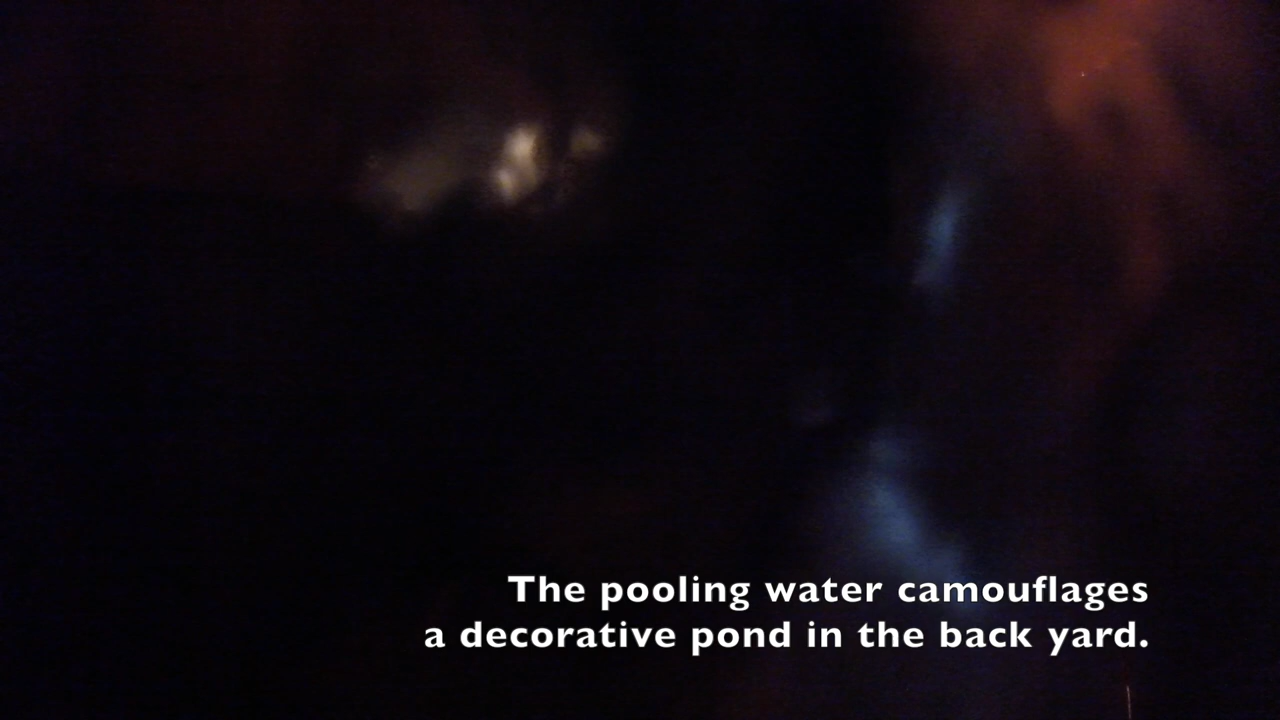 The pooling water camouflages
a decorative pond in the back yard.